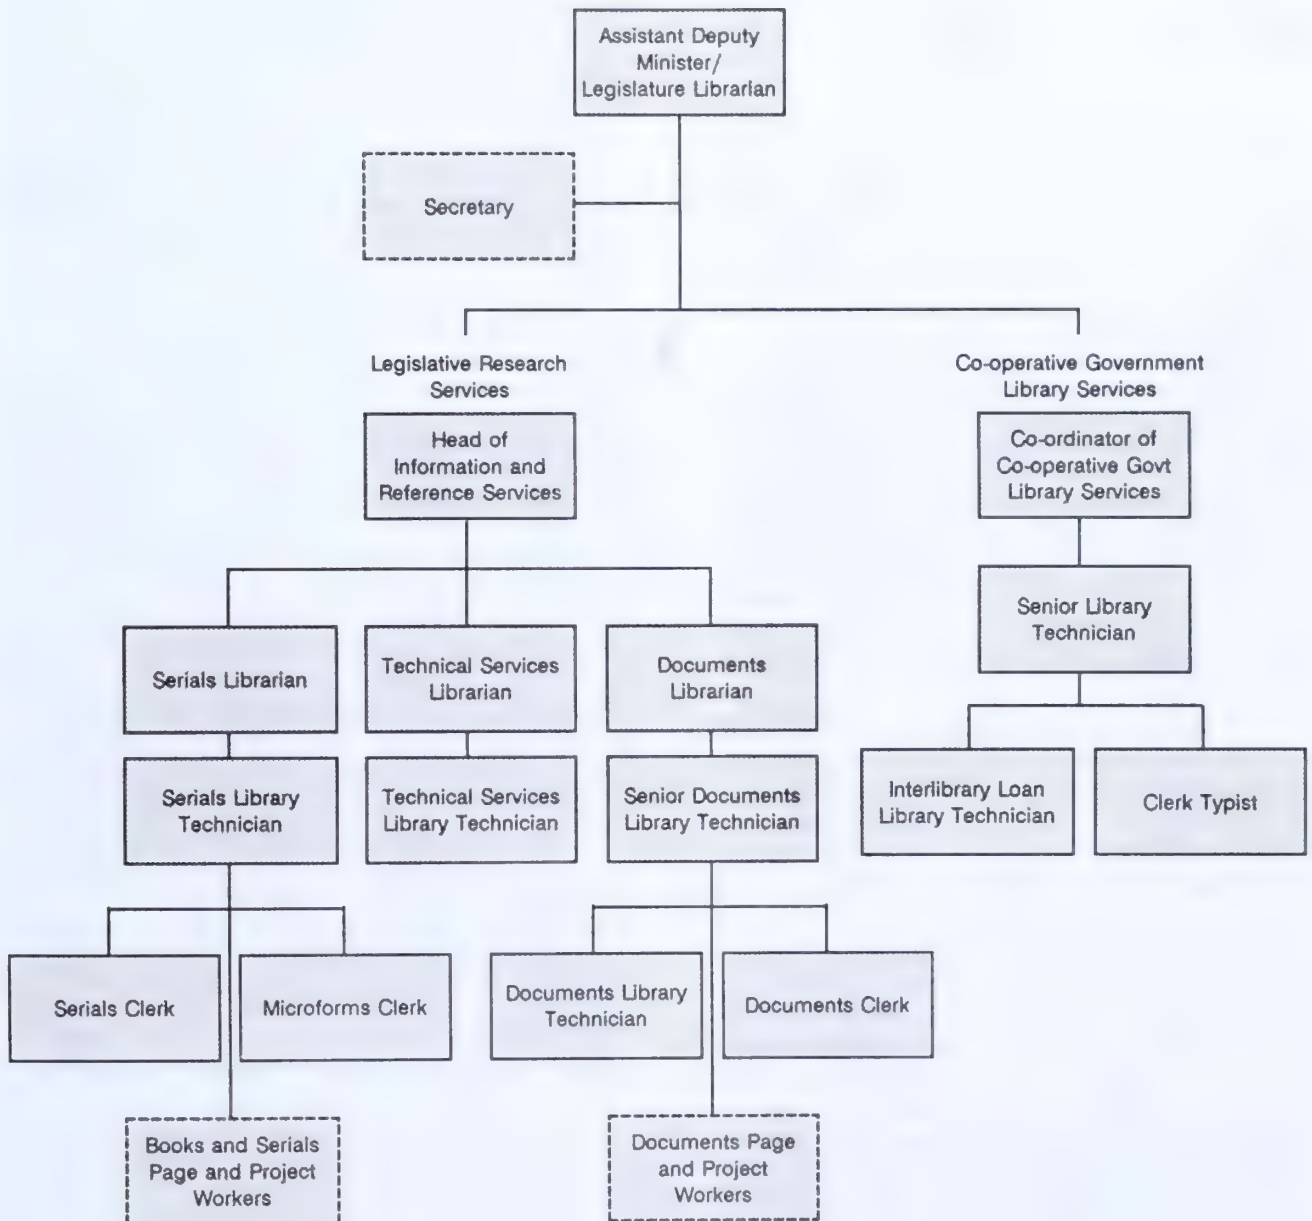 Assistant Deputy
Minister/
Legislature Librarian
Secretary
Legislative Research
Services
Co-operative Government
Library Services
Head of
Information and
Reference Services
Co-ordinator of
Co-operative Govt
Library Services
Senior Library
Technician
Serials Librarian
Technical Services
Librarian
Documents
Librarian
Serials Library
Technician
Technical Services
Library Technician
Senior Documents
Library Technician
Interlibrary Loan
Library Technician
Clerk Typist
Serials Clerk
Microforms Clerk
Documents Library
Technician
Documents Clerk
Books and Serials
Page and Project
Workers
Documents Page
and Project
Workers